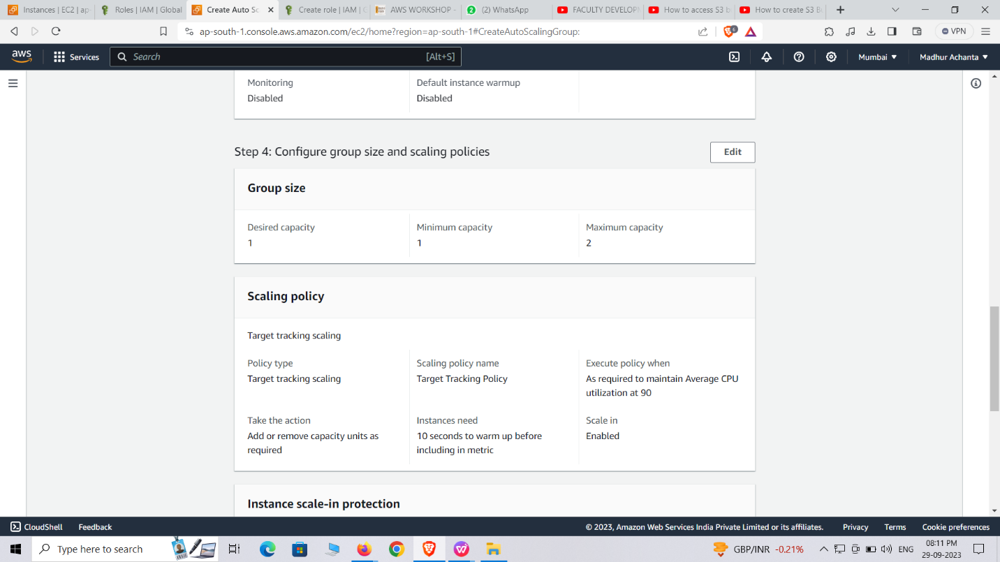 Instances | EC2 | ap-
Roles | IAM | Global
Create Auto Sc
Create role | IAM | G
AWS WORKSHOP -
(2) WhatsApp
FACULTY DEVELOPM
How to access S3 b
How to create S3 Bu
ap-south-1.console.aws.amazon.com/ec2/home?region=ap-south-1#CreateAutoScalingGroup:
6
VPN
aws
Services
Search
[Alt+S]
Mumbai
Madhur Achanta
Monitoring
Default instance warmup
Disabled
Disabled
Step 4: Configure group size and scaling policies
Edit
Group size
Desired capacity
Minimum capacity
Maximum capacity
1
1
2
Scaling policy
Target tracking scaling
Policy type
Scaling policy name
Execute policy when
Target tracking scaling
Target Tracking Policy
As required to maintain Average CPU
utilization at 90
Take the action
Instances need
Scale in
Add or remove capacity units as
required
10 seconds to warm up before
including in metric
Enabled
Instance scale-in protection
CloudShell
Feedback
© 2023, Amazon Web Services India Private Limited or its affiliates.
Privacy
Terms
Cookie preferences
Type here to search
GBP/INR -0.21%
ENG
08:11 PM
29-09-2023